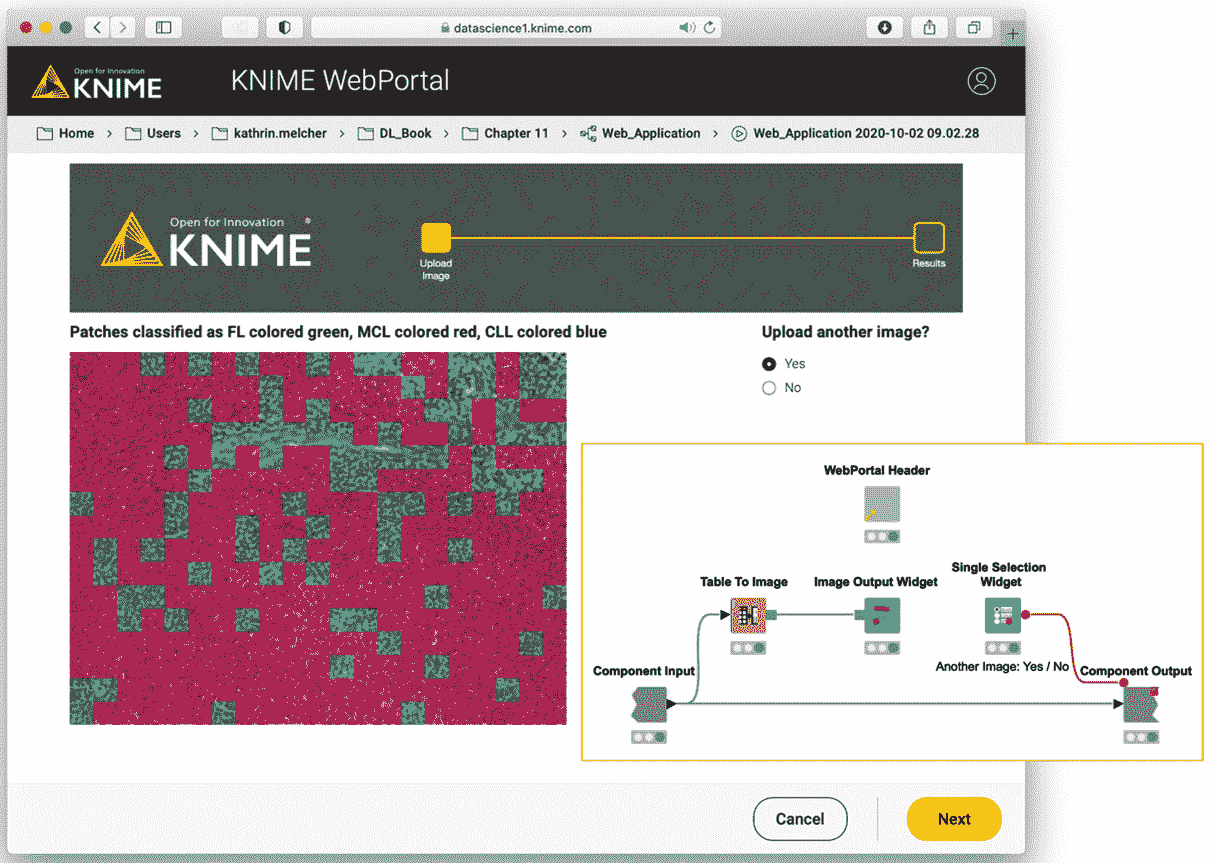 datascience1.knime.com
Open for Innovation
KNIME
KNIME WebPortal
Home > Users > kathrin.melcher > DL_Book > Chapter 11 > Web_Application > Web_Application 2020-10-02 09.02.28
Open for Innovation
KNIME
Upload
Image
Results
Patches classified as FL colored green, MCL colored red, CLL colored blue
Upload another image?
Yes
No
WebPortal Header
Single Selection
Widget
Table To Image
Image Output Widget
Another Image: Yes / No
Component Input
Component Output
Cancel
Next